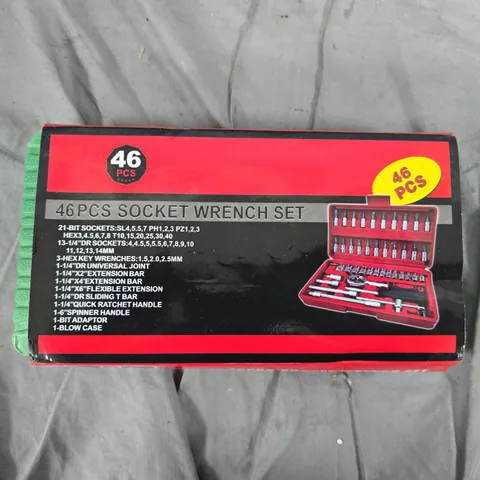 46
PCS
46
PCS
46PCS SOCKET WRENCH SET
21-BIT SOCKETS:SL4,5.5,7 PH1,2,3 PZ1,2,3
HEX3,4,5,6,7,8 T10,15,20,25,30,40
13-1/4"DR SOCKETS:4,4.5,5,5.5,6,7,8,9,10
11,12,13,14MM
3-HEX KEY WRENCHES:1.5,2.0,2.5MM
1-1/4"DR UNIVERSAL JOINT
1-1/4"X2"EXTENSION BAR
1-1/4"X4"EXTENSION BAR
1-1/4"X6"FLEXIBLE EXTENSION
1-1/4"DR SLIDING T BAR
1-1/4"QUICK RATCHET HANDLE
1-6"SPINNER HANDLE
1-BIT ADAPTOR
1-BLOW CASE